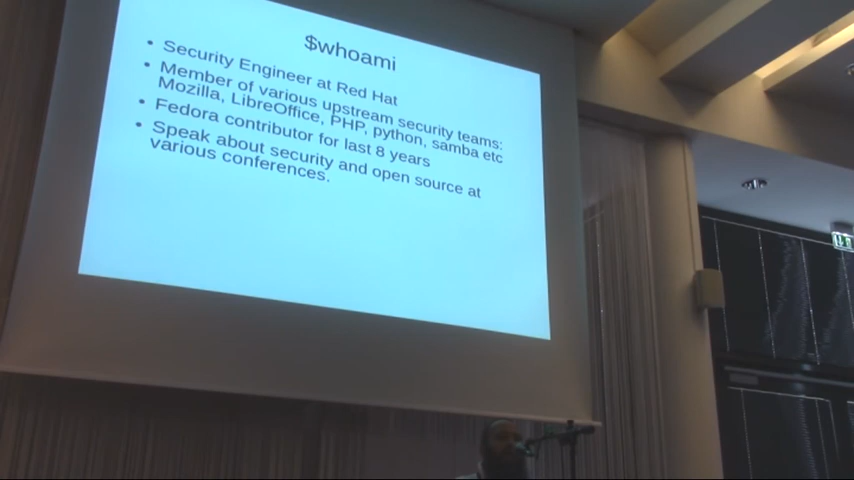 $whoami
• Security Engineer at Red Hat
• Member of various upstream security teams:
Mozilla, LibreOffice, PHP, python, samba etc
• Fedora contributor for last 8 years
• Speak about security and open source at
various conferences.